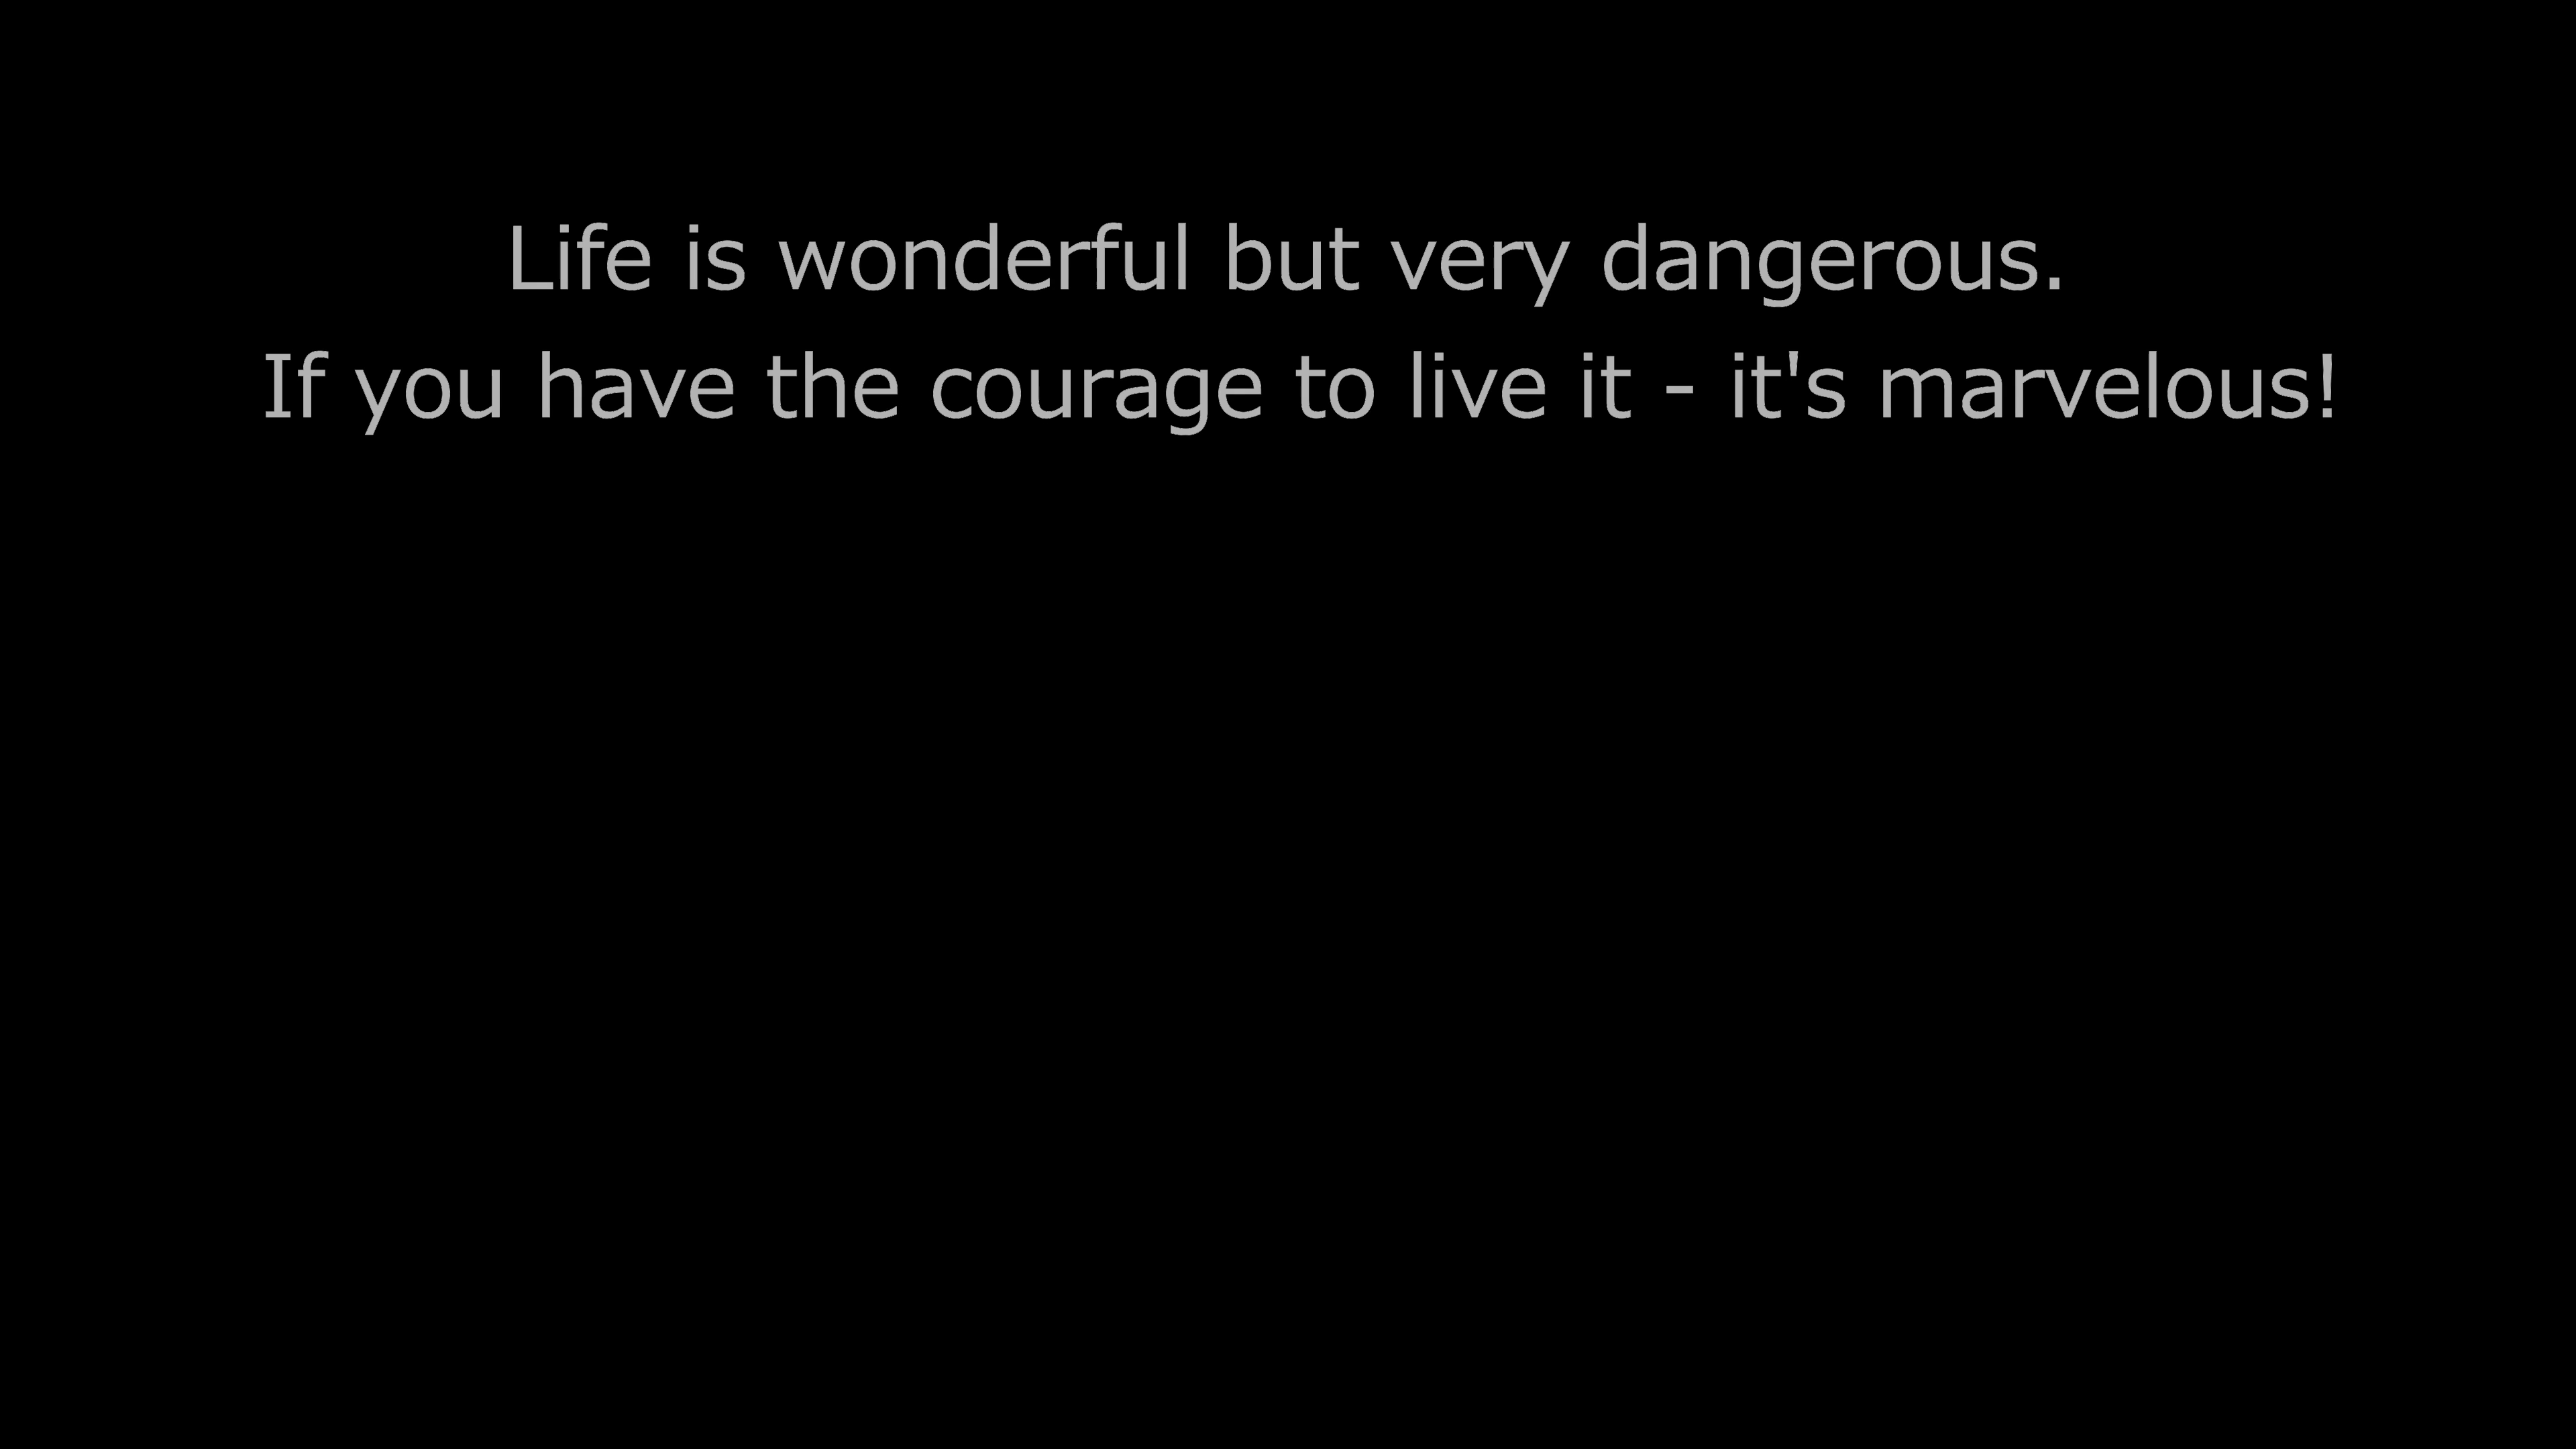 Life is wonderful but very dangerous.
If you have the courage to live it - it's marvelous!